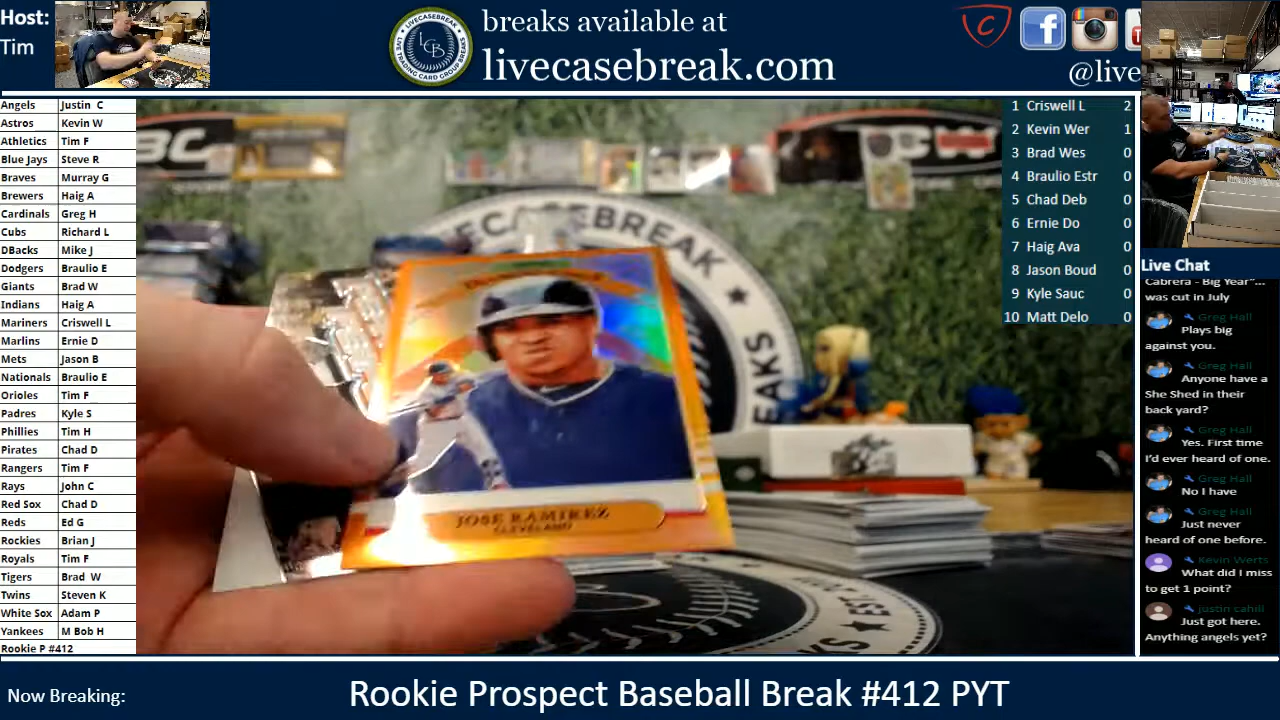 Host:
Tim
breaks available at
livecasebreak.com
@live
LIVECASEBREAK
LIVE TRADING CARD GROUP BREAKS
LCB
Angels Justin C
Astros Kevin W
Athletics Tim F
Blue Jays Steve R
Braves Murray G
Brewers Haig A
Cardinals Greg H
Cubs Richard L
DBacks Mike J
Dodgers Braulio E
Giants Brad W
Indians Haig A
Mariners Criswell L
Marlins Ernie D
Mets Jason B
Nationals Braulio E
Orioles Tim F
Padres Kyle S
Phillies Tim H
Pirates Chad D
Rangers Tim F
Rays John C
Red Sox Chad D
Reds Ed G
Rockies Brian J
Royals Tim F
Tigers Brad W
Twins Steven K
White Sox Adam P
Yankees M Bob H
Rookie P #412
JOSE RAMIREZ
CLEVELAND
1 Criswell L 2
2 Kevin Wer 1
3 Brad Wes 0
4 Braulio Estr 0
5 Chad Deb 0
6 Ernie Do 0
7 Haig Ava 0
8 Jason Boud 0
9 Kyle Sauc 0
10 Matt Delo 0
Live Chat
Cabrera - Big Year"...
was cut in July
Greg Hall
Plays big
against you.
Greg Hall
Anyone have a
She Shed in their
back yard?
Greg Hall
Yes. First time
I'd ever heard of one.
Greg Hall
No I have
Greg Hall
Just never
heard of one before.
Kevin Werts
What did I miss
to get 1 point?
justin cahill
Just got here.
Anything angels yet?
Now Breaking:
Rookie Prospect Baseball Break #412 PYT